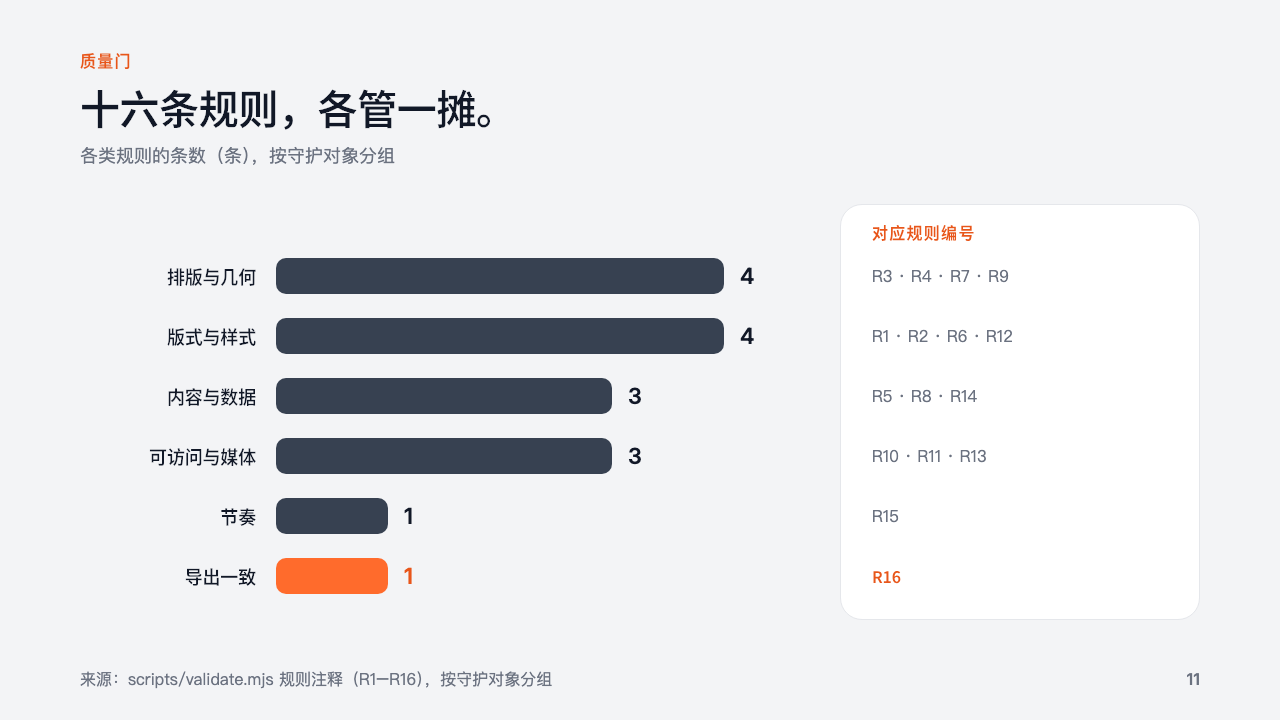 质量门
十六条规则，各管一摊。
各类规则的条数（条），按守护对象分组
排版与几何 4
版式与样式 4
内容与数据 3
可访问与媒体 3
节奏 1
导出一致 1
对应规则编号
R3 · R4 · R7 · R9
R1 · R2 · R6 · R12
R5 · R8 · R14
R10 · R11 · R13
R15
R16
来源：scripts/validate.mjs 规则注释（R1–R16），按守护对象分组
11